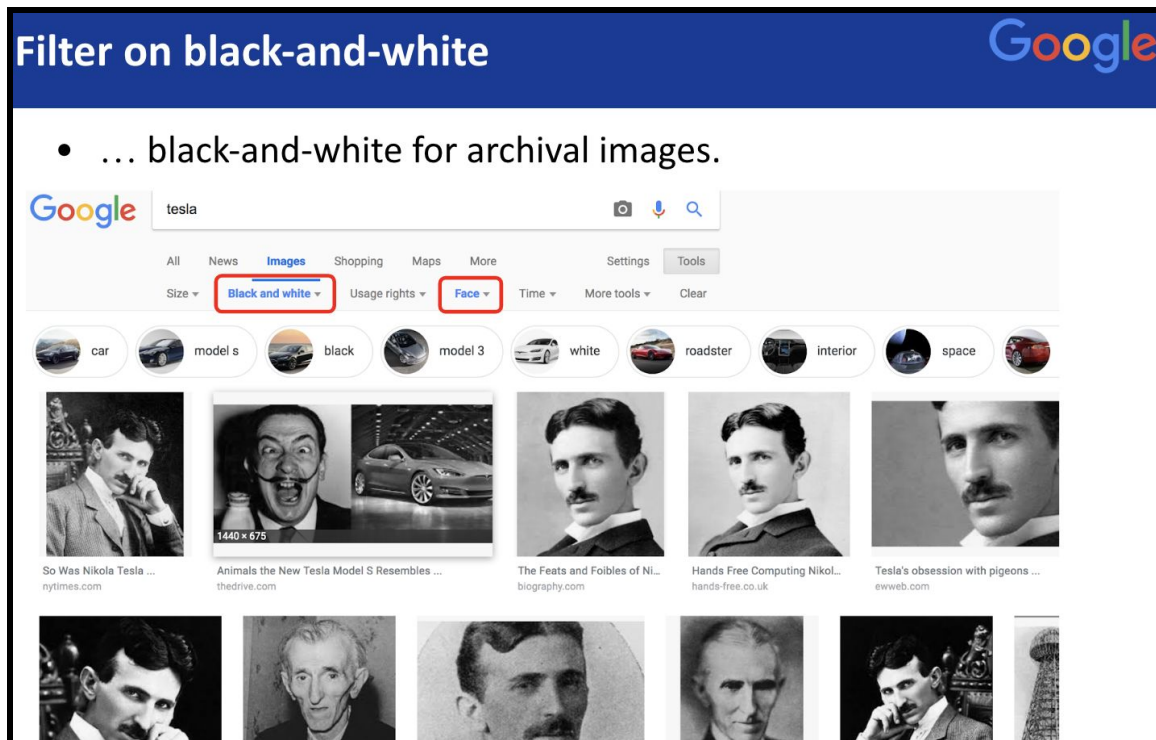 Filter on black-and-white
Google
• … black-and-white for archival images.
Google
tesla
All News Images Shopping Maps More Settings Tools
Size Black and white Usage rights Face Time More tools Clear
car model s black model 3 white roadster interior space
1440 × 675
So Was Nikola Tesla ...
nytimes.com
Animals the New Tesla Model S Resembles ...
thedrive.com
The Feats and Foibles of Ni...
biography.com
Hands Free Computing Nikol...
hands-free.co.uk
Tesla's obsession with pigeons ...
ewweb.com